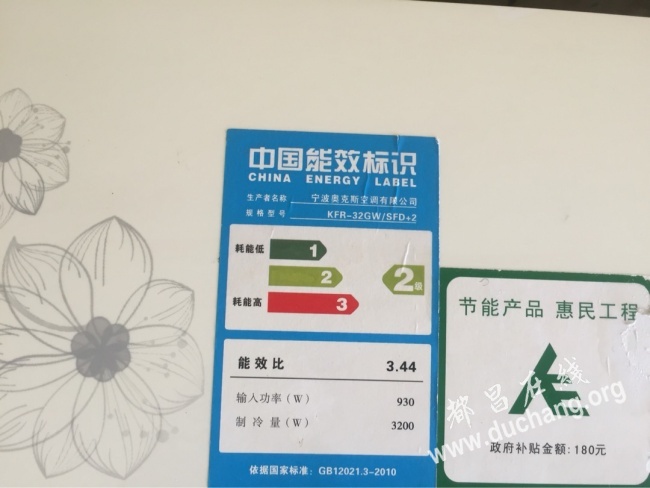 中国能效标识
CHINA ENERGY LABEL
生产者名称 宁波奥克斯空调有限公司
规格型号 KFR-32GW/SFD+2
耗能低 1
2 2级
耗能高 3
能效比 3.44
输入功率(W) 930
制冷量(W) 3200
依据国家标准: GB12021.3-2010
节能产品 惠民工程
政府补贴金额:180元
都昌在线
www.duchang.org